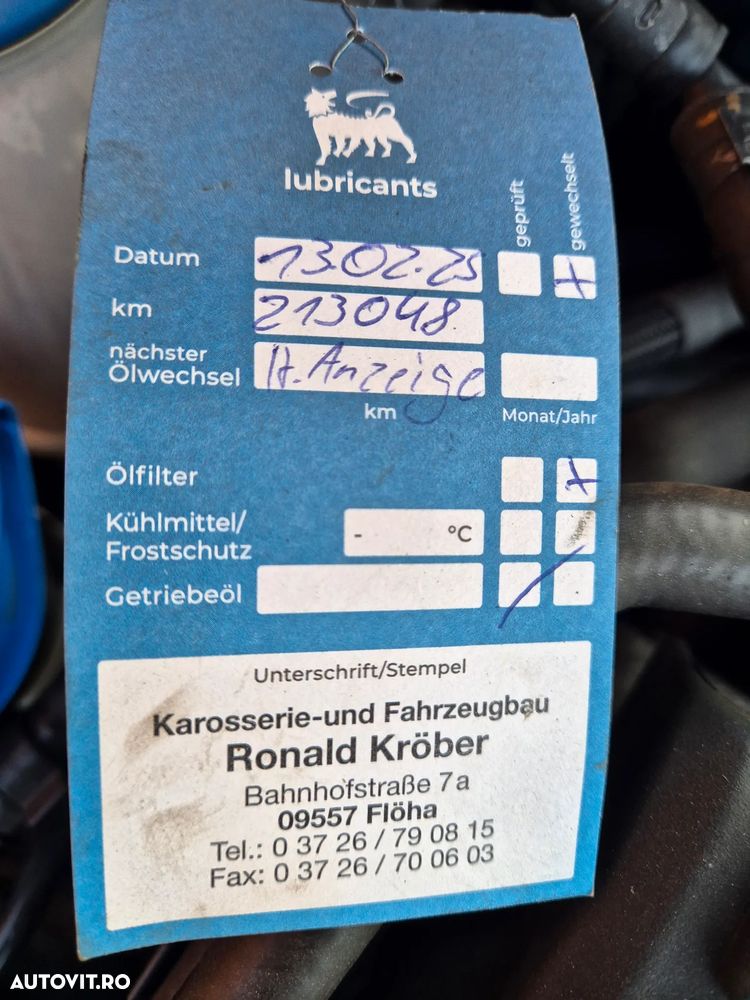 lubricants
geprüft
gewechselt
Datum 13.02.25
km 213048
nächster
Ölwechsel lt. Anzeige
km
Monat/Jahr
Ölfilter
Kühlmittel/
Frostschutz - °C
Getriebeöl
Unterschrift/Stempel
Karosserie-und Fahrzeugbau
Ronald Kröber
Bahnhofstraße 7a
09557 Flöha
Tel.: 0 37 26 / 79 08 15
Fax: 0 37 26 / 70 06 03
AUTOVIT.RO